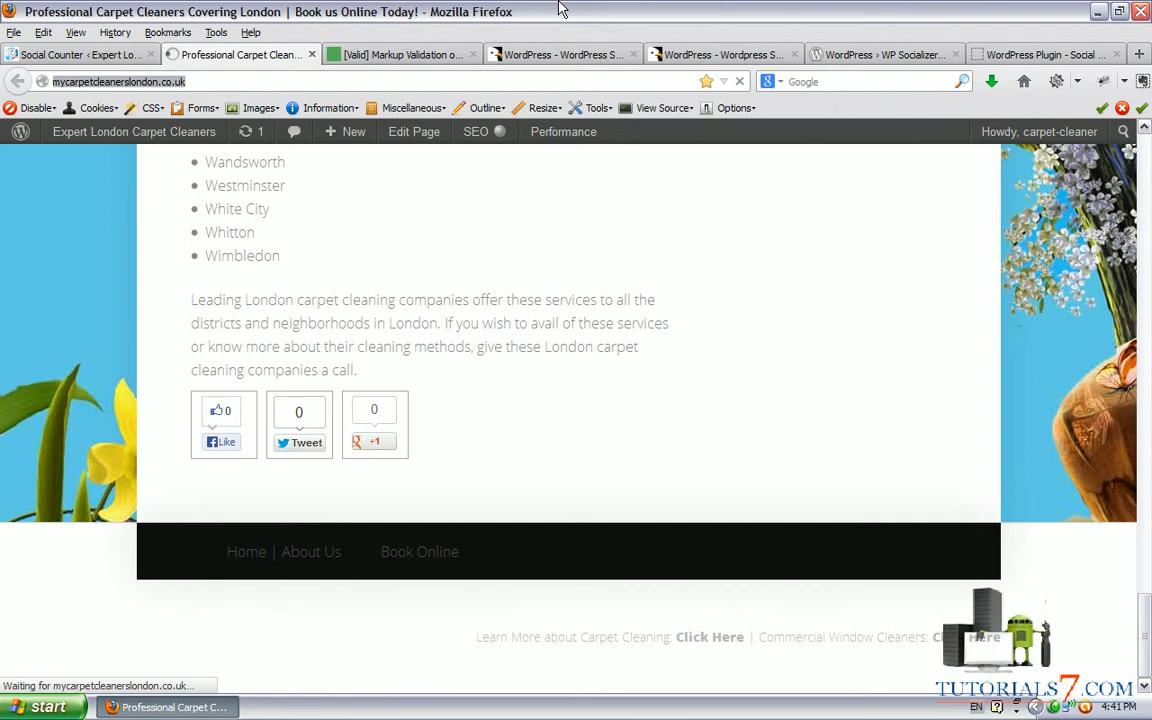 Professional Carpet Cleaners Covering London | Book us Online Today! - Mozilla Firefox
File Edit View History Bookmarks Tools Help
Social Counter ‹ Expert Lo... Professional Carpet Clean... [Valid] Markup Validation o... WordPress - WordPress S... WordPress - Wordpress S... WordPress › WP Socializer... WordPress Plugin - Social ...
mycarpetcleanerslondon.co.uk Google
Disable Cookies CSS Forms Images Information Miscellaneous Outline Resize Tools View Source Options
Expert London Carpet Cleaners 1 + New Edit Page SEO Performance Howdy, carpet-cleaner
Wandsworth
Westminster
White City
Whitton
Wimbledon
Leading London carpet cleaning companies offer these services to all the
districts and neighborhoods in London. If you wish to avail of these services
or know more about their cleaning methods, give these London carpet
cleaning companies a call.
0 0 0
Like Tweet +1
Home | About Us Book Online
Learn More about Carpet Cleaning: Click Here | Commercial Window Cleaners:
Waiting for mycarpetcleanerslondon.co.uk...
TUTORIALS7.COM
start Professional Carpet C... EN 4:41 PM